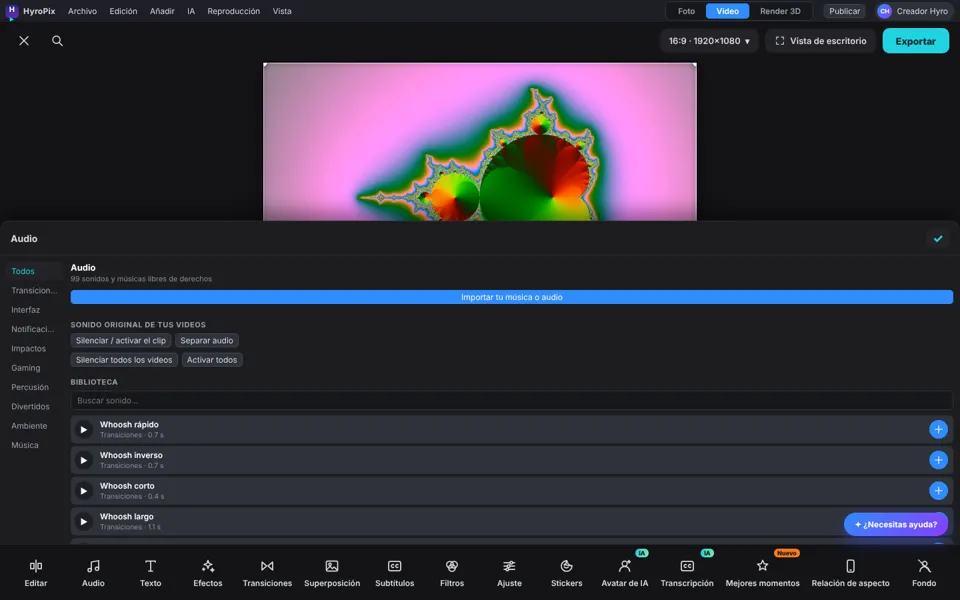 H HyroPix Archivo Edición Añadir IA Reproducción Vista Foto Video Render 3D Publicar CH Creador Hyro
16:9 · 1920×1080 ▾ Vista de escritorio Exportar
Audio
Todos
Transicion...
Interfaz
Notificaci...
Impactos
Gaming
Percusión
Divertidos
Ambiente
Música
Audio
99 sonidos y músicas libres de derechos
Importar tu música o audio
SONIDO ORIGINAL DE TUS VIDEOS
Silenciar / activar el clip Separar audio
Silenciar todos los videos Activar todos
BIBLIOTECA
Buscar sonido...
Whoosh rápido
Transiciones · 0.7 s
Whoosh inverso
Transiciones · 0.7 s
Whoosh corto
Transiciones · 0.4 s
Whoosh largo
Transiciones · 1.1 s
✦ ¿Necesitas ayuda?
IA IA Nuevo
Editar Audio Texto Efectos Transiciones Superposición Subtítulos Filtros Ajuste Stickers Avatar de IA Transcripción Mejores momentos Relación de aspecto Fondo